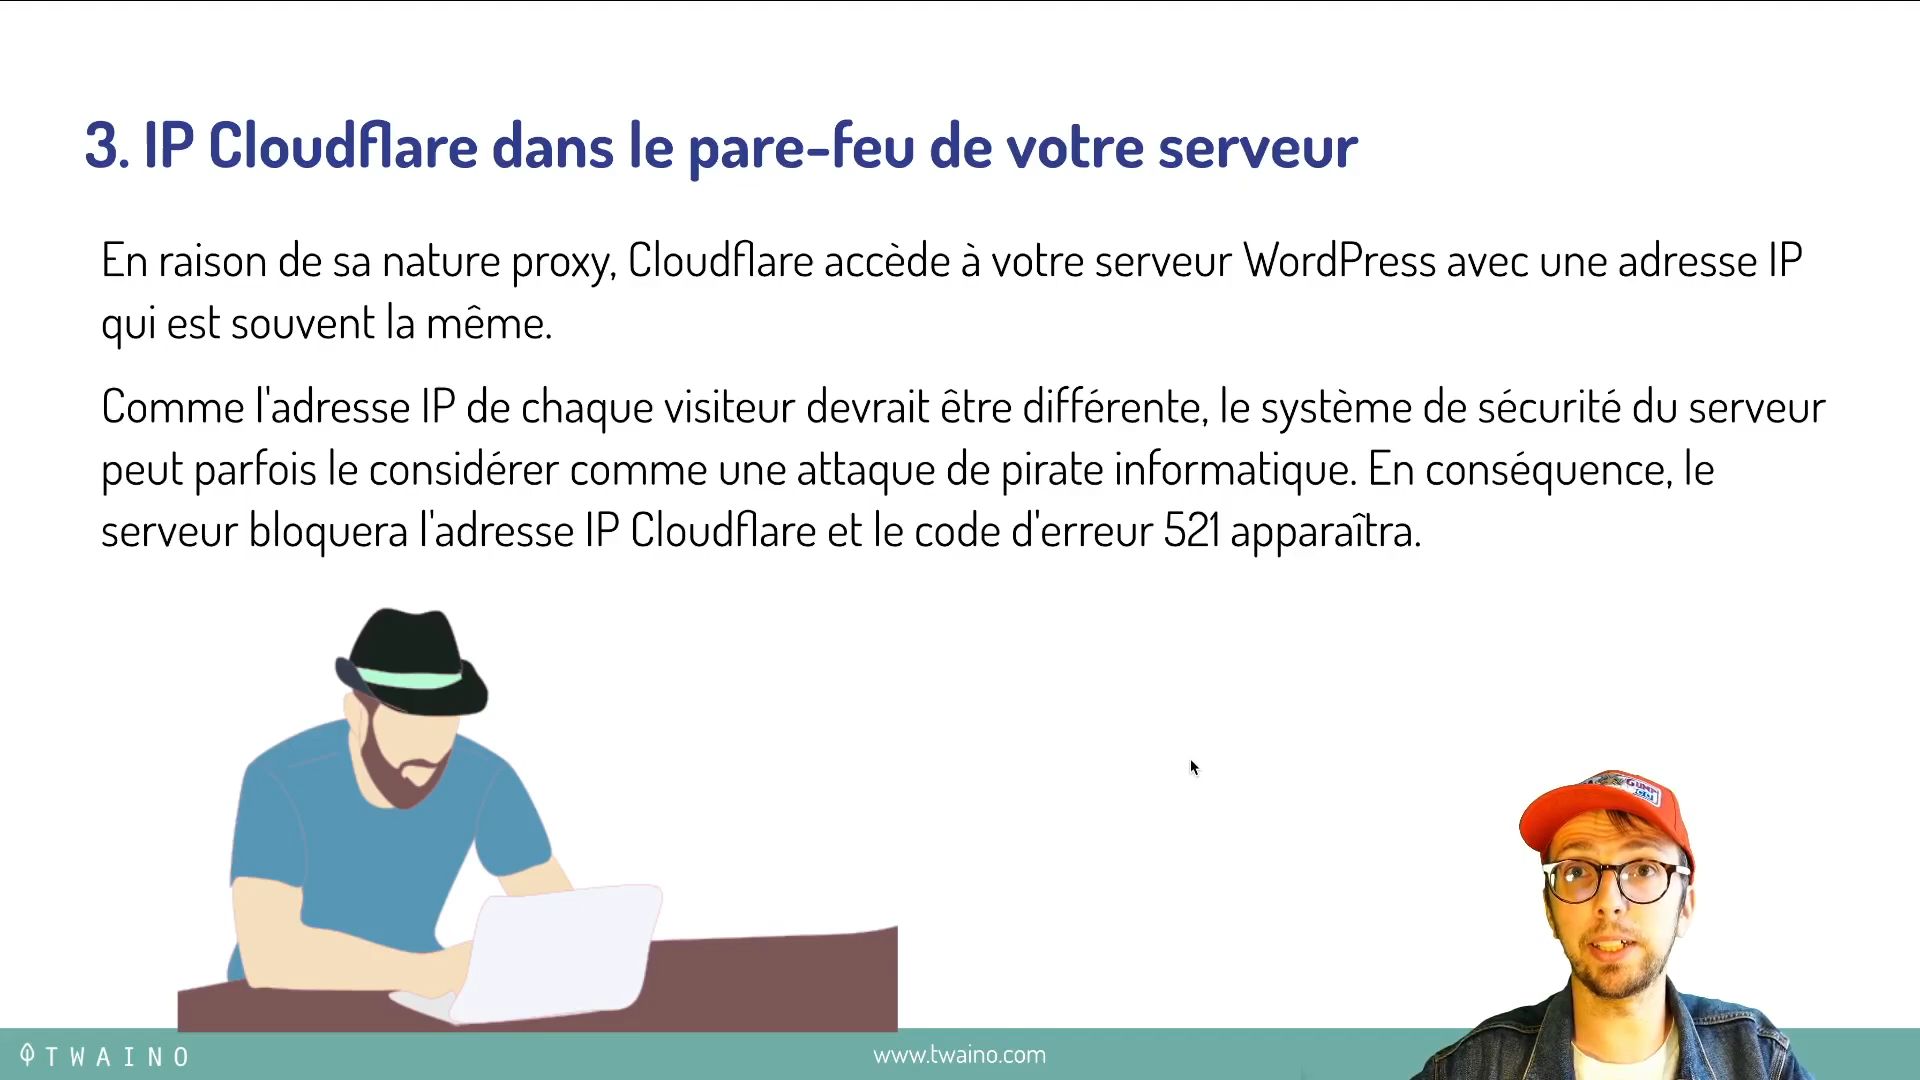 3. IP Cloudflare dans le pare-feu de votre serveur
En raison de sa nature proxy, Cloudflare accède à votre serveur WordPress avec une adresse IP
qui est souvent la même.
Comme l'adresse IP de chaque visiteur devrait être différente, le système de sécurité du serveur
peut parfois le considérer comme une attaque de pirate informatique. En conséquence, le
serveur bloquera l'adresse IP Cloudflare et le code d'erreur 521 apparaîtra.
TWAINO
www.twaino.com